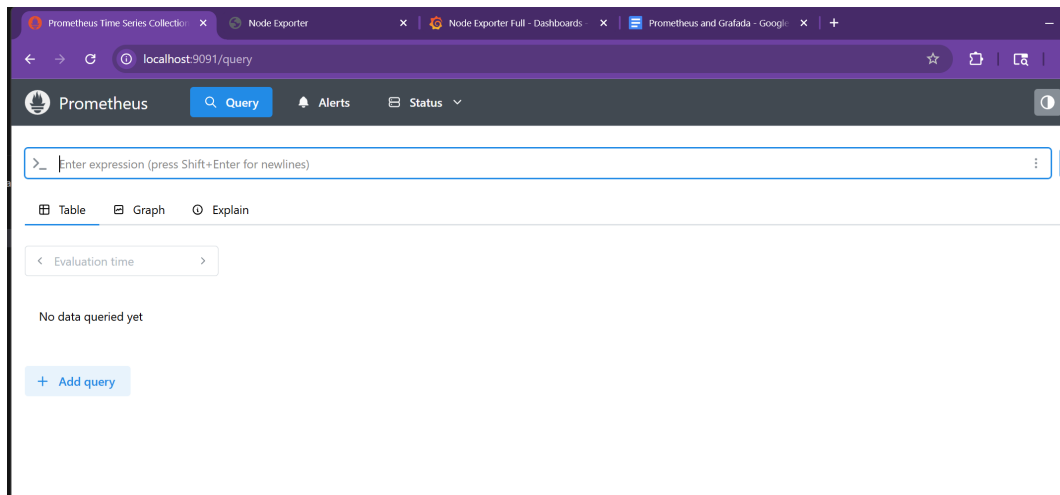 Prometheus Time Series Collection
Node Exporter
Node Exporter Full - Dashboards -
Prometheus and Grafada - Google
localhost:9091/query
Prometheus
Query
Alerts
Status
Enter expression (press Shift+Enter for newlines)
Table
Graph
Explain
Evaluation time
No data queried yet
Add query